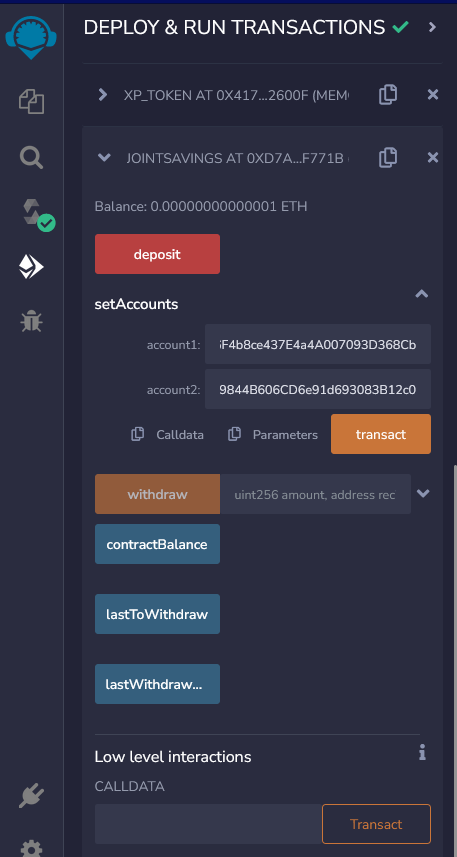 DEPLOY & RUN TRANSACTIONS
XP_TOKEN AT 0X417...2600F (MEM
JOINTSAVINGS AT 0XD7A...F771B
Balance: 0.00000000000001 ETH
deposit
setAccounts
account1: F4b8ce437E4a4A007093D368Cb
account2: 9844B606CD6e91d693083B12c0
Calldata Parameters transact
withdraw uint256 amount, address rec
contractBalance
lastToWithdraw
lastWithdraw...
Low level interactions
CALLDATA
Transact